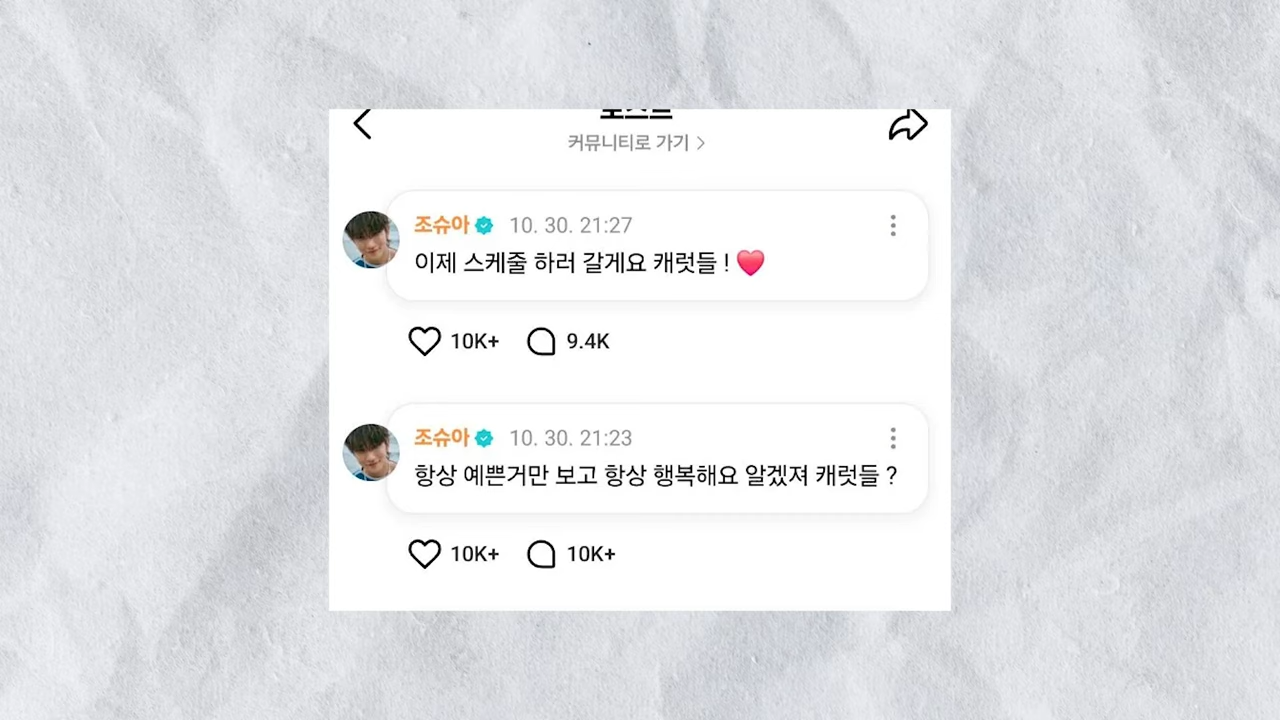 커뮤니티로 가기 >
조슈아 10. 30. 21:27
이제 스케줄 하러 갈게요 캐럿들 ! ❤️
10K+ 9.4K
조슈아 10. 30. 21:23
항상 예쁜거만 보고 항상 행복해요 알겠져 캐럿들 ?
10K+ 10K+